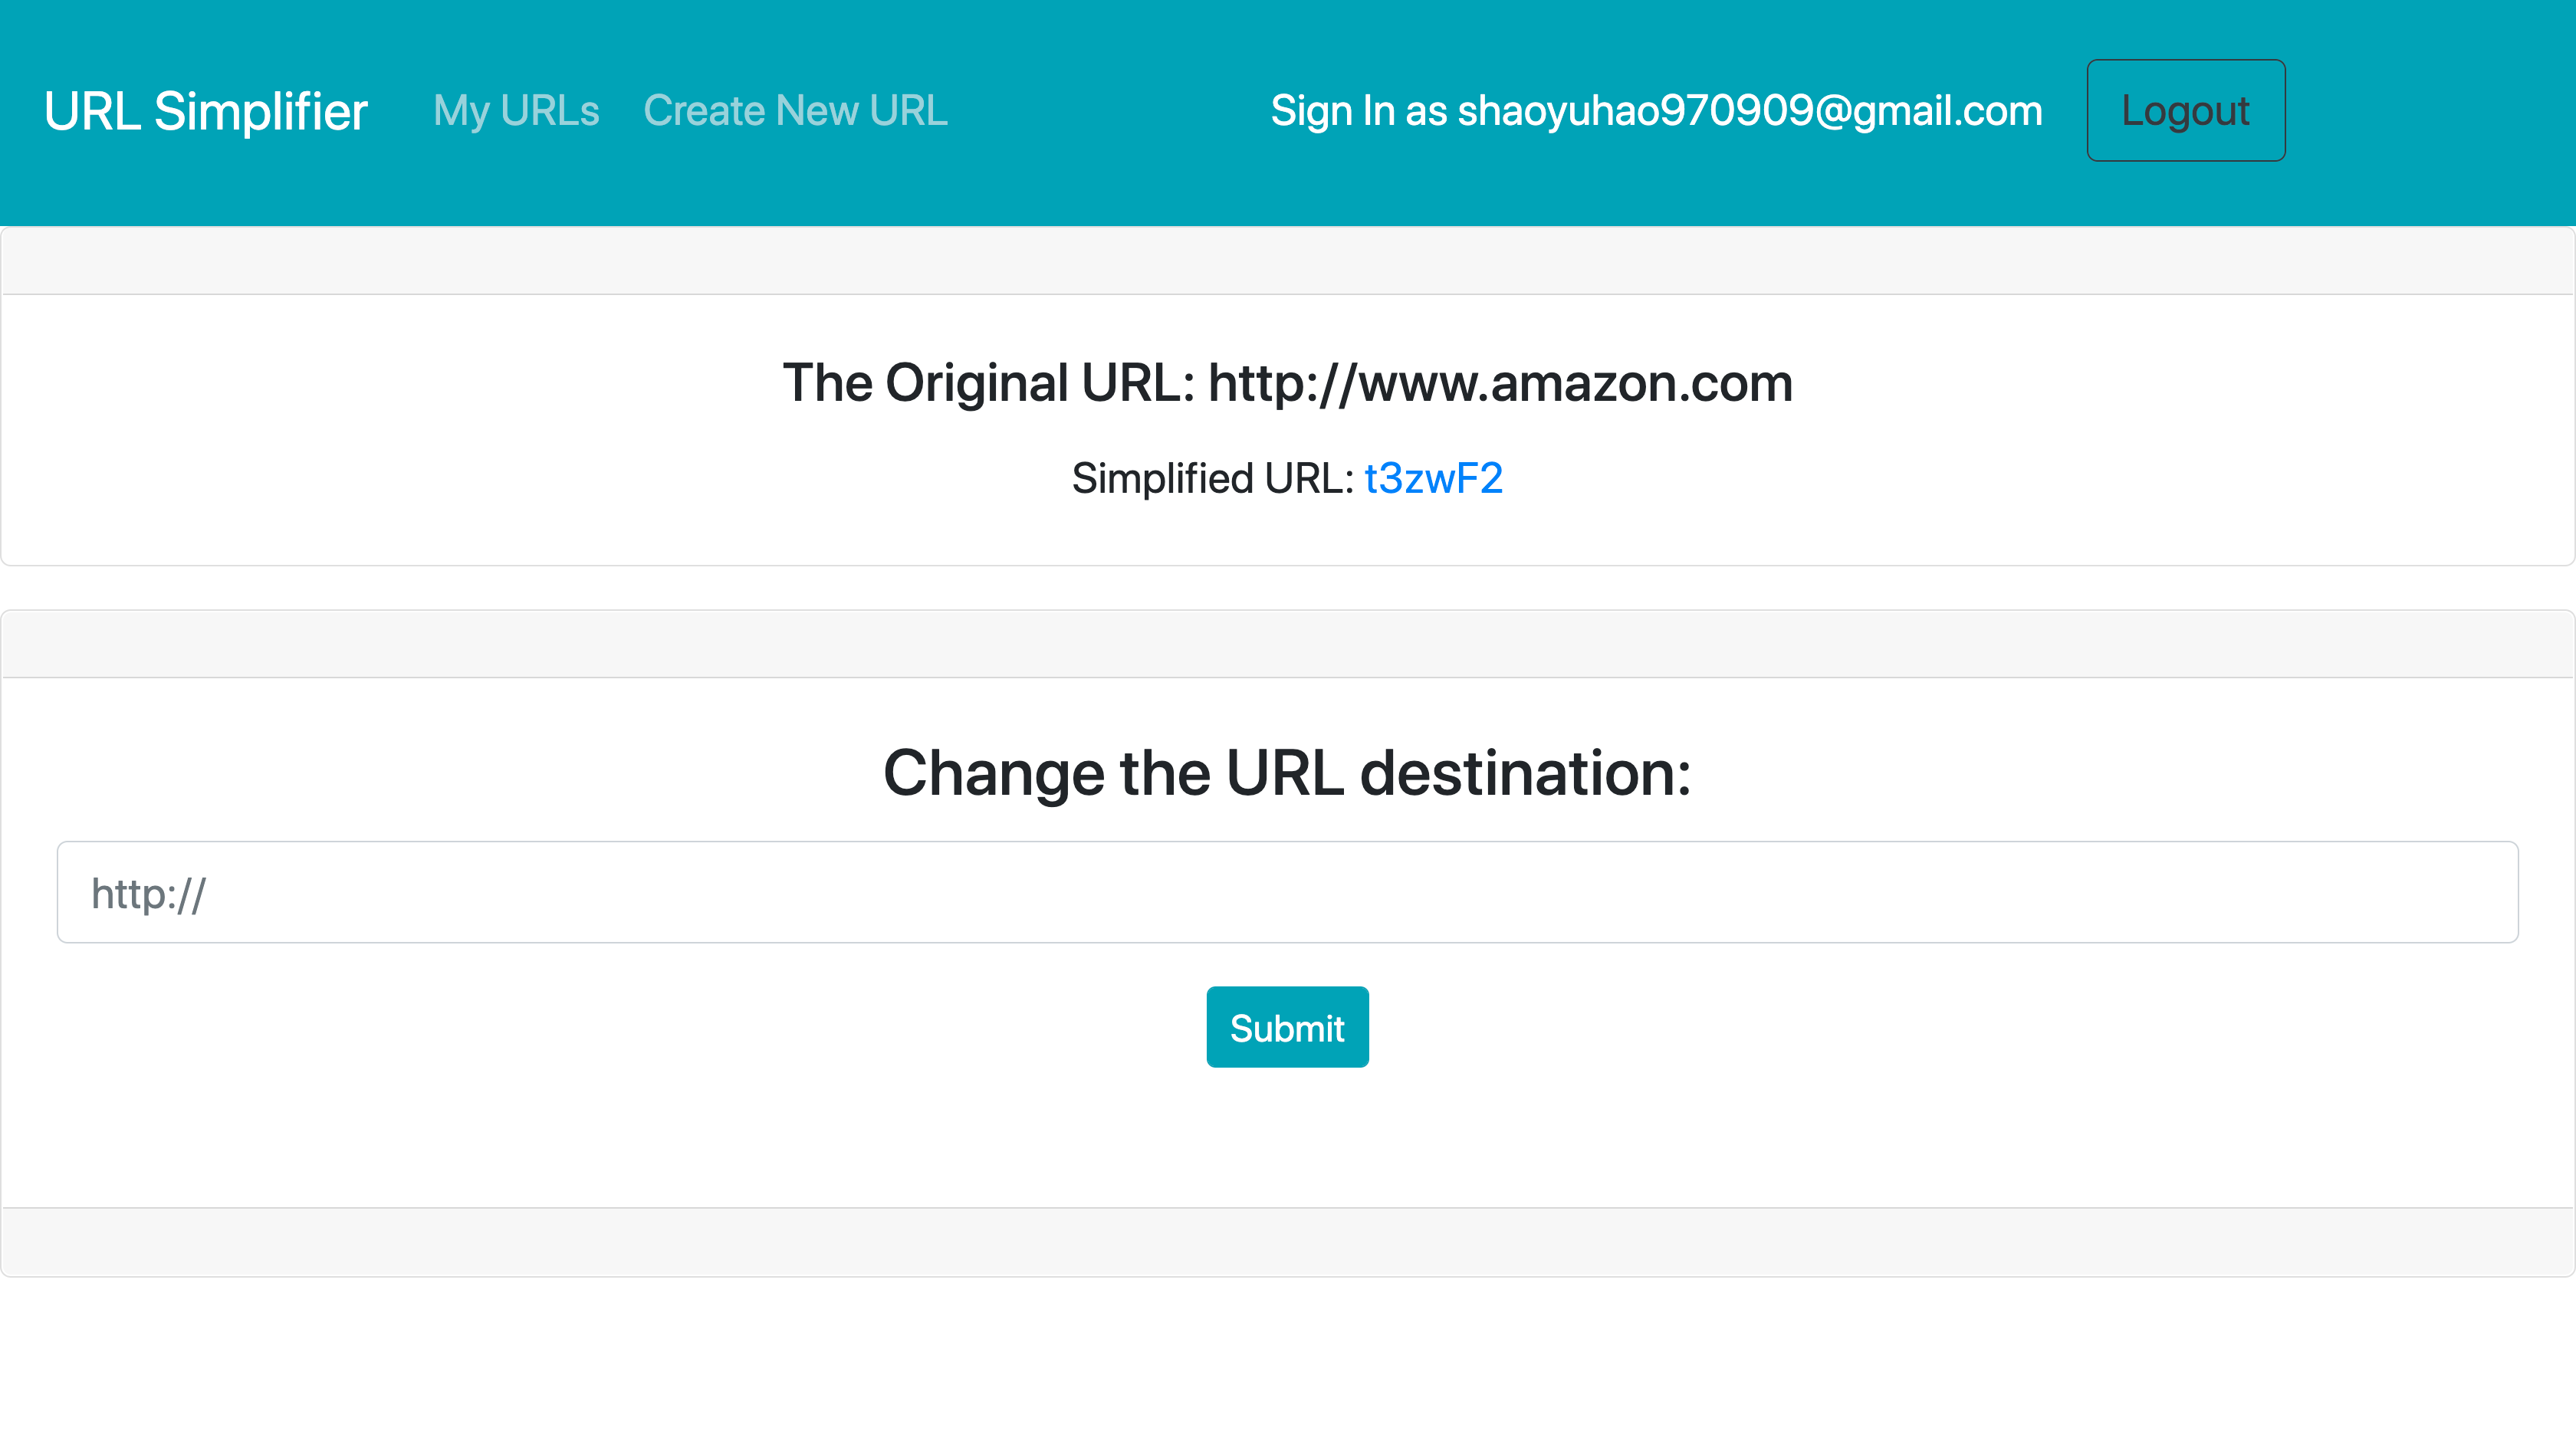 URL Simplifier My URLs Create New URL Sign In as shaoyuhao970909@gmail.com Logout
The Original URL: http://www.amazon.com
Simplified URL: t3zwF2
Change the URL destination:
http://
Submit